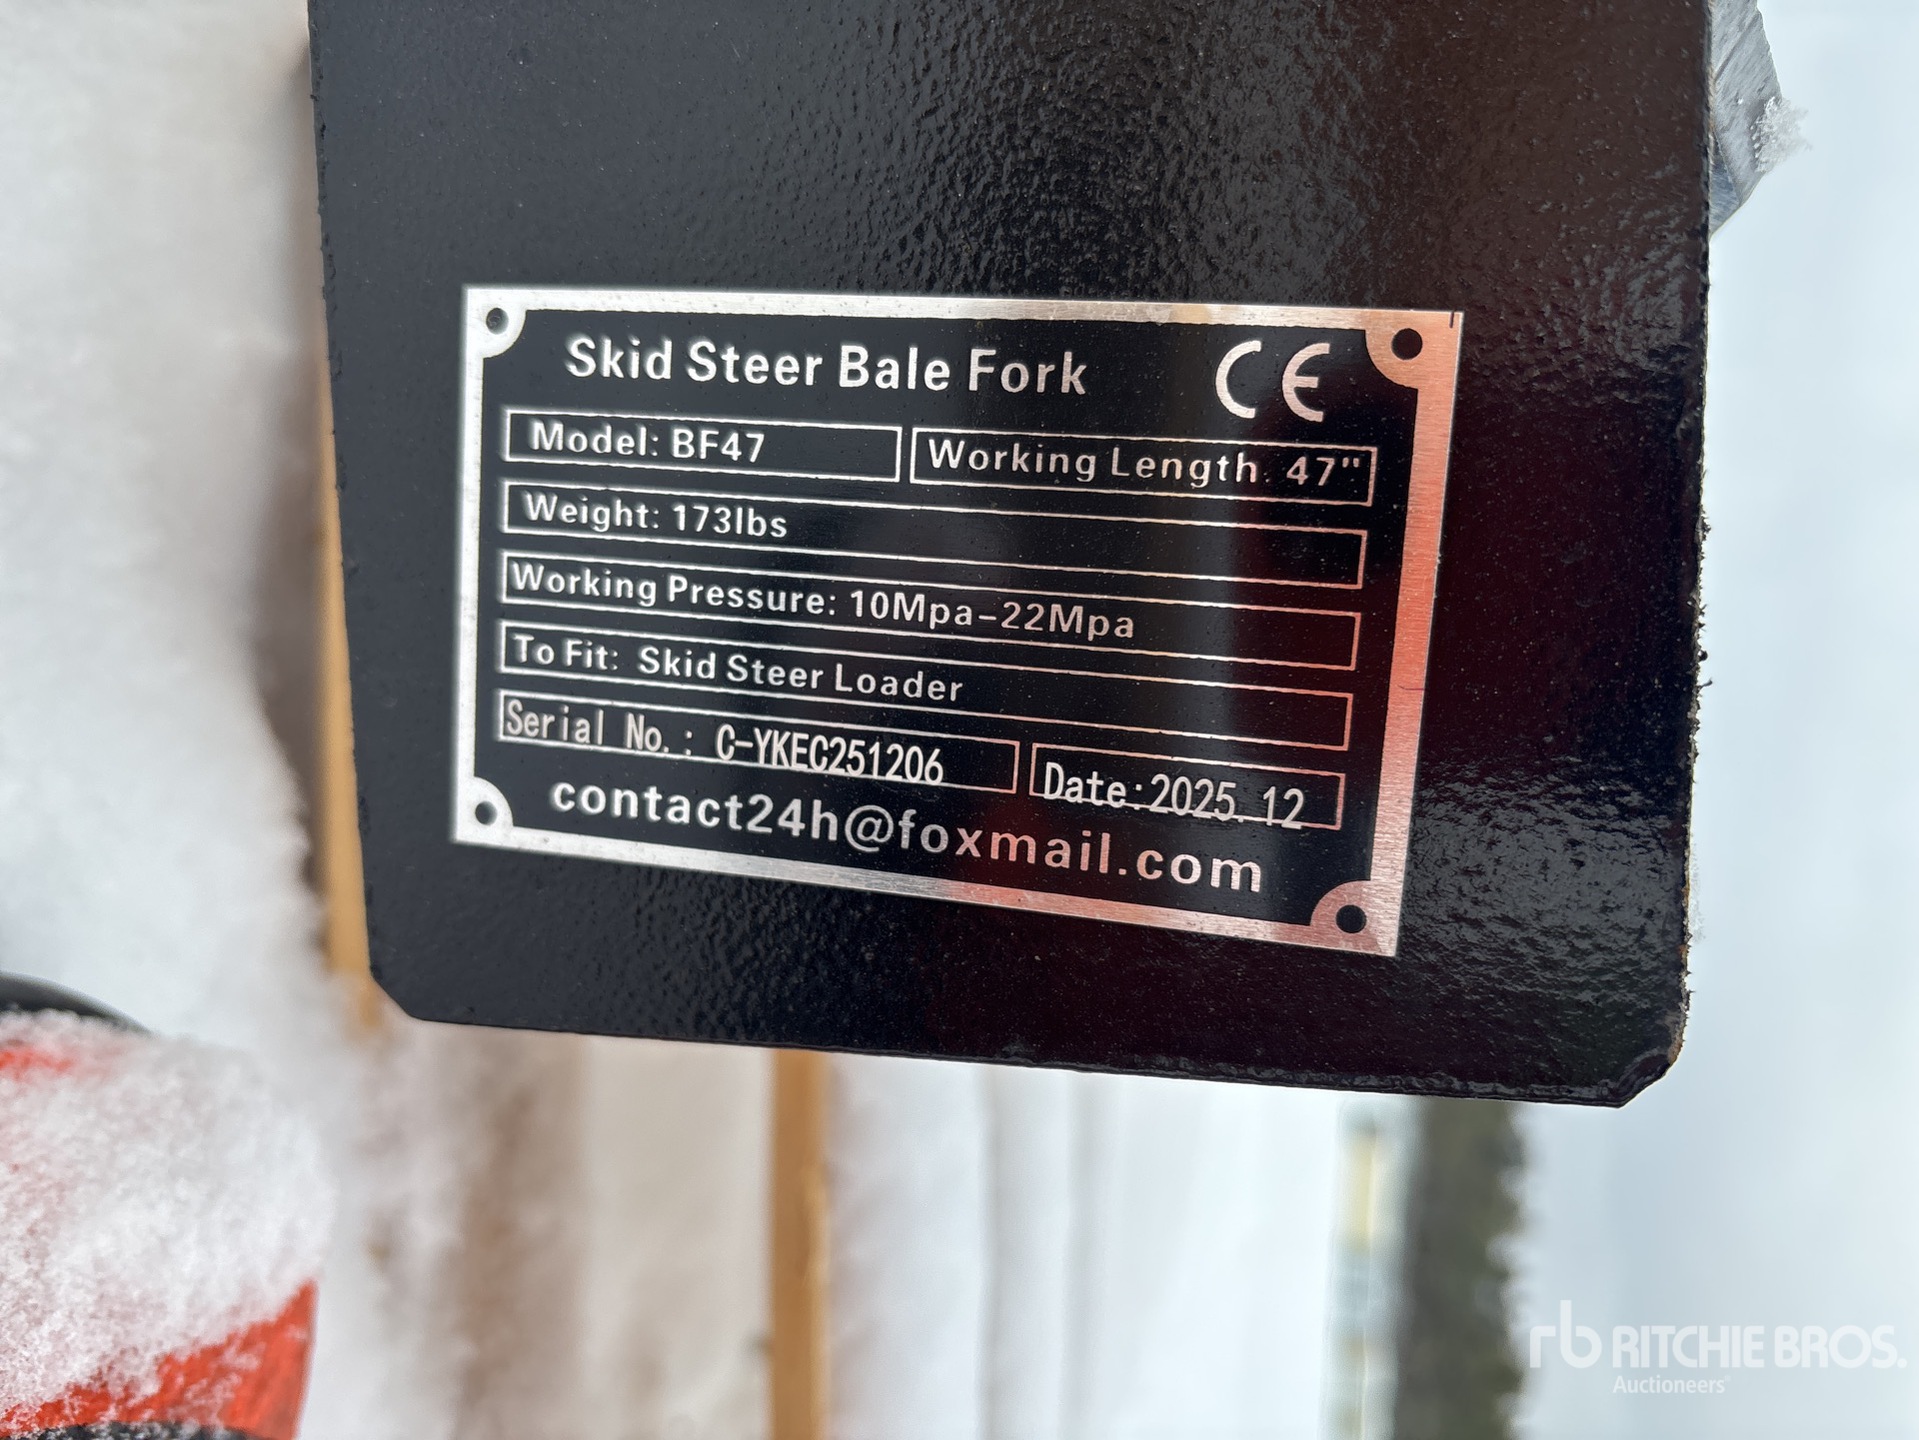 Skid Steer Bale Fork CE
Model: BF47 Working Length: 47"
Weight: 173lbs
Working Pressure: 10Mpa-22Mpa
To Fit: Skid Steer Loader
Serial No.: C-YKEC251206 Date:2025.12
contact24h@foxmail.com
rb RITCHIE BROS.
Auctioneers